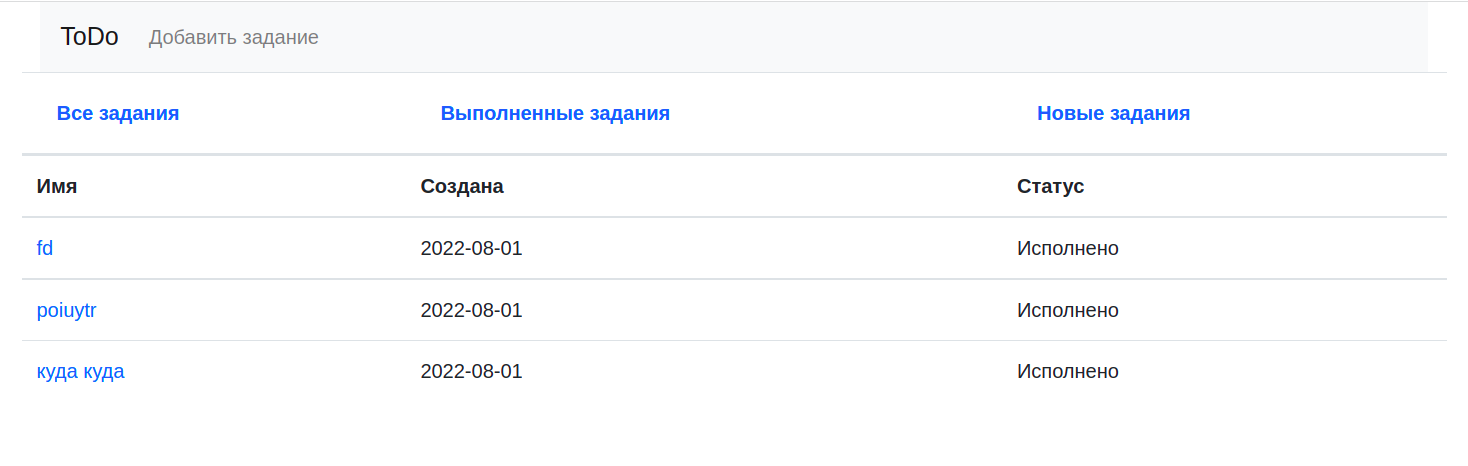 ToDo Добавить задание
Все задания Выполненные задания Новые задания
Имя Создана Статус
fd 2022-08-01 Исполнено
poiuytr 2022-08-01 Исполнено
куда куда 2022-08-01 Исполнено